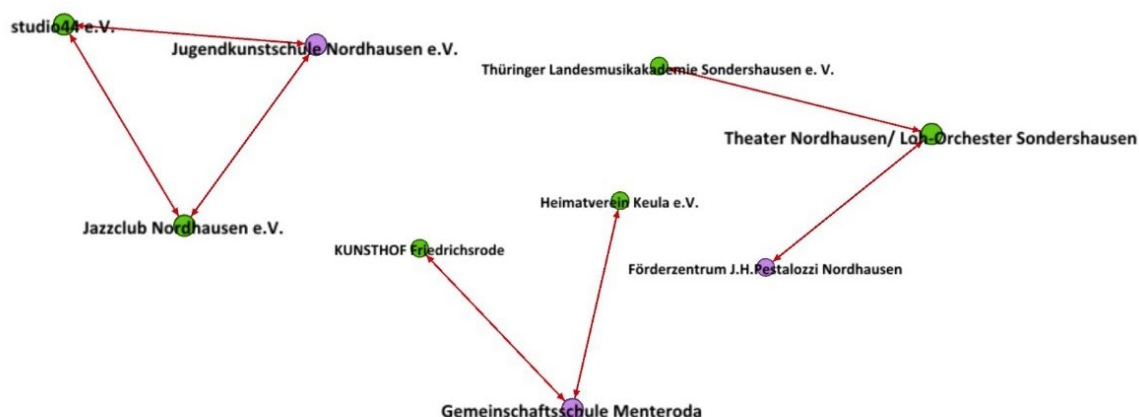 studio44 e.V.
Jugendkunstschule Nordhausen e.V.
Thüringer Landesmusikakademie Sondershausen e. V.
Theater Nordhausen/ Loh-Orchester Sondershausen
Heimatverein Keula e.V.
Jazzclub Nordhausen e.V.
KUNSTHOF Friedrichsrode
Förderzentrum J.H.Pestalozzi Nordhausen
Gemeinschaftsschule Menteroda